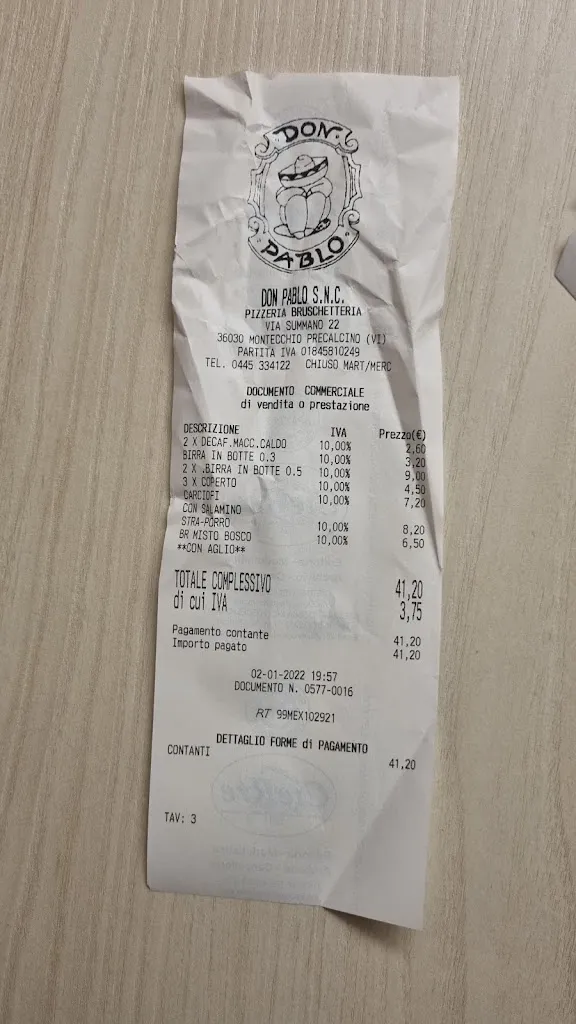 DON
PABLO
DON PABLO S.N.C.
PIZZERIA BRUSCHETTERIA
VIA SUMMANO 22
36030 MONTECCHIO PRECALCINO (VI)
PARTITA IVA 01845810249
TEL. 0445 334122 CHIUSO MART/MERC
DOCUMENTO COMMERCIALE
di vendita o prestazione
DESCRIZIONE IVA Prezzo(€)
2 X DECAF.MACC.CALDO 10,00% 2,60
BIRRA IN BOTTE 0.3 10,00% 3,20
2 X .BIRRA IN BOTTE 0.5 10,00% 9,00
3 X COPERTO 10,00% 4,50
CARCIOFI 10,00% 7,20
CON SALAMINO
STRA-PORRO 10,00% 8,20
BR MISTO BOSCO 10,00% 6,50
**CON AGLIO**
TOTALE COMPLESSIVO 41,20
di cui IVA 3,75
Pagamento contante 41,20
Importo pagato 41,20
02-01-2022 19:57
DOCUMENTO N. 0577-0016
RT 99MEX102921
DETTAGLIO FORME di PAGAMENTO
CONTANTI 41,20
TAV: 3